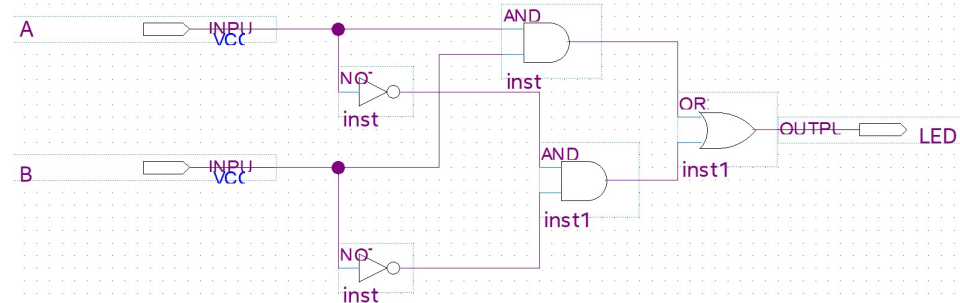 A
INPU
VCC
AND
inst
NO
inst
OR
inst1
OUTPU
LED
B
INPU
VCC
AND
inst1
NO
inst